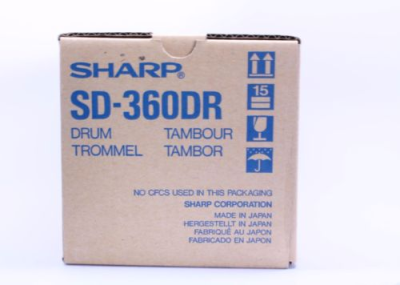 SHARP®
SD-360DR
DRUM TAMBOUR
TROMMEL TAMBOR
15
NO CFCS USED IN THIS PACKAGING
SHARP CORPORATION
MADE IN JAPAN
HERGESTELLT IN JAPAN
FABRIQUÉ AU JAPON
FABRICADO EN JAPON